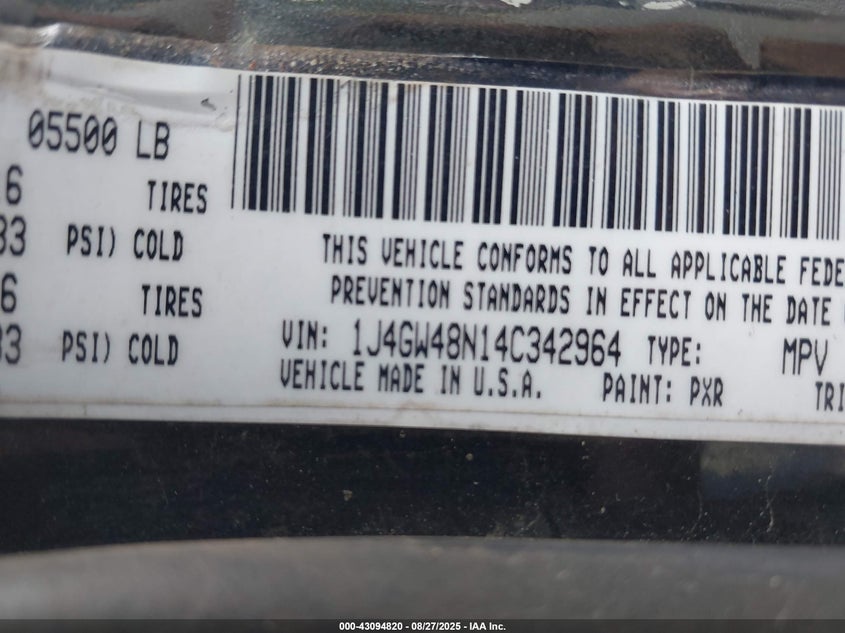 05500 LB
6 TIRES
33 PSI) COLD
6 TIRES
33 PSI) COLD
THIS VEHICLE CONFORMS TO ALL APPLICABLE FEDE
PREVENTION STANDARDS IN EFFECT ON THE DATE
VIN: 1J4GW48N14C342964 TYPE: MPV
VEHICLE MADE IN U.S.A. PAINT: PXR TRI
000-43094820 - 08/27/2025 - IAA Inc.